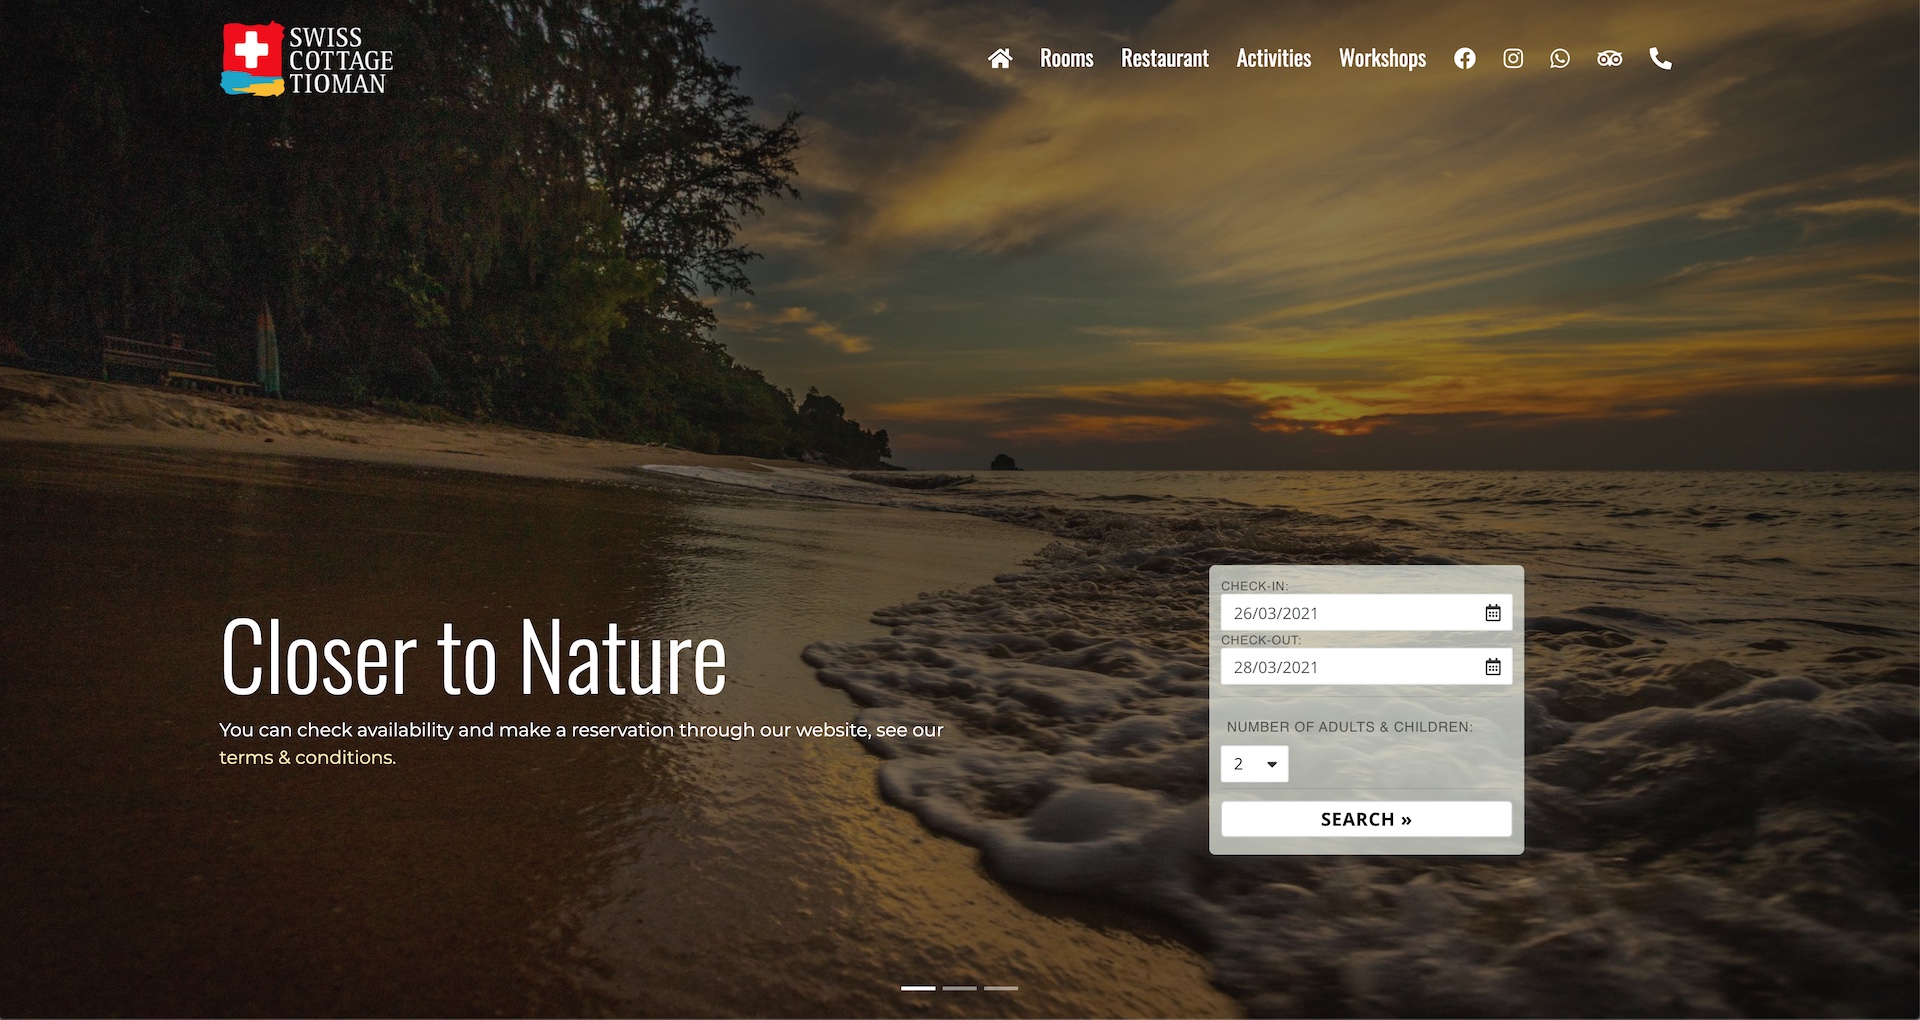 SWISS
COTTAGE
TIOMAN
Rooms Restaurant Activities Workshops
Closer to Nature
You can check availability and make a reservation through our website, see our
terms & conditions.
CHECK-IN:
26/03/2021
CHECK-OUT:
28/03/2021
NUMBER OF ADULTS & CHILDREN:
2
SEARCH »